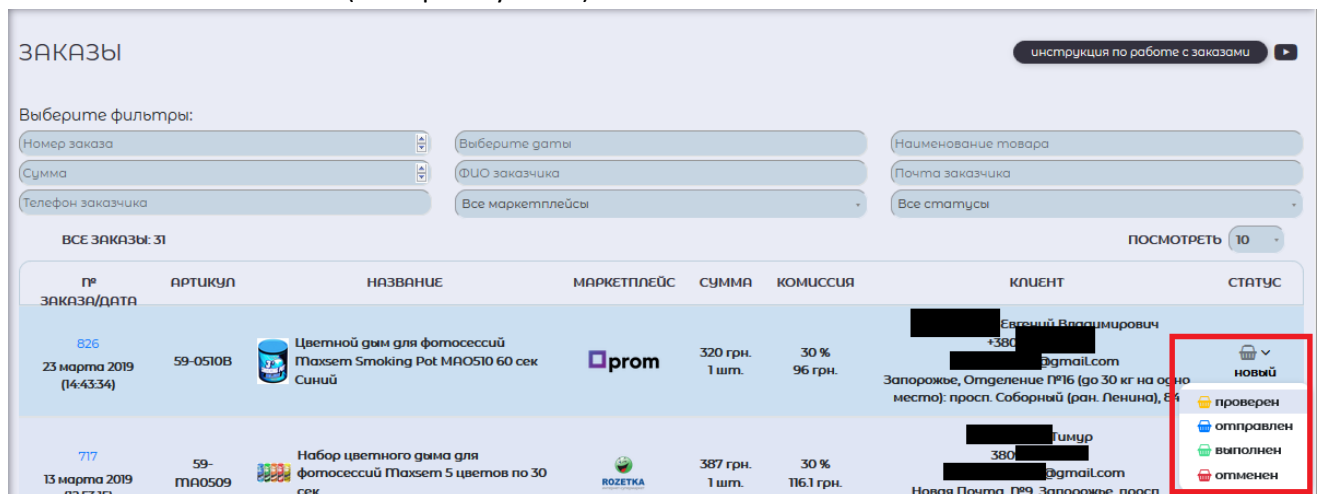 ЗАКАЗЫ
инструкция по работе с заказами
Выберите фильтры:
Номер заказа
Выберите даты
Наименование товара
Сумма
ФИО заказчика
Почта заказчика
Телефон заказчика
Все маркетплейсы
Все статусы
ВСЕ ЗАКАЗЫ: 31
ПОСМОТРЕТЬ 10
№ ЗАКАЗА/ДАТА
АРТИКУЛ
НАЗВАНИЕ
МАРКЕТПЛЕЙС
СУММА
КОМИССИЯ
КЛИЕНТ
СТАТУС
826
23 марта 2019
(14:43:34)
59-0510В
Цветной дым для фотосессий
Maxsem Smoking Pot MAO510 60 сек
Синий
prom
320 грн.
1 шт.
30 %
96 грн.
Евгений Владимирович
+380
@gmail.com
Запорожье, Отделение №16 (до 30 кг на одно
место): просп. Соборный (ран. Ленина),
новый
проверен
отправлен
выполнен
отменен
717
13 марта 2019
59-
MA0509
Набор цветного дыма для
фотосессий Maxsem 5 цветов по 30
сек
ROZETKA
387 грн.
1 шт.
30 %
116.1 грн.
Тимур
380
@gmail.com
Новая Почта, №9, Запорожье, просп.